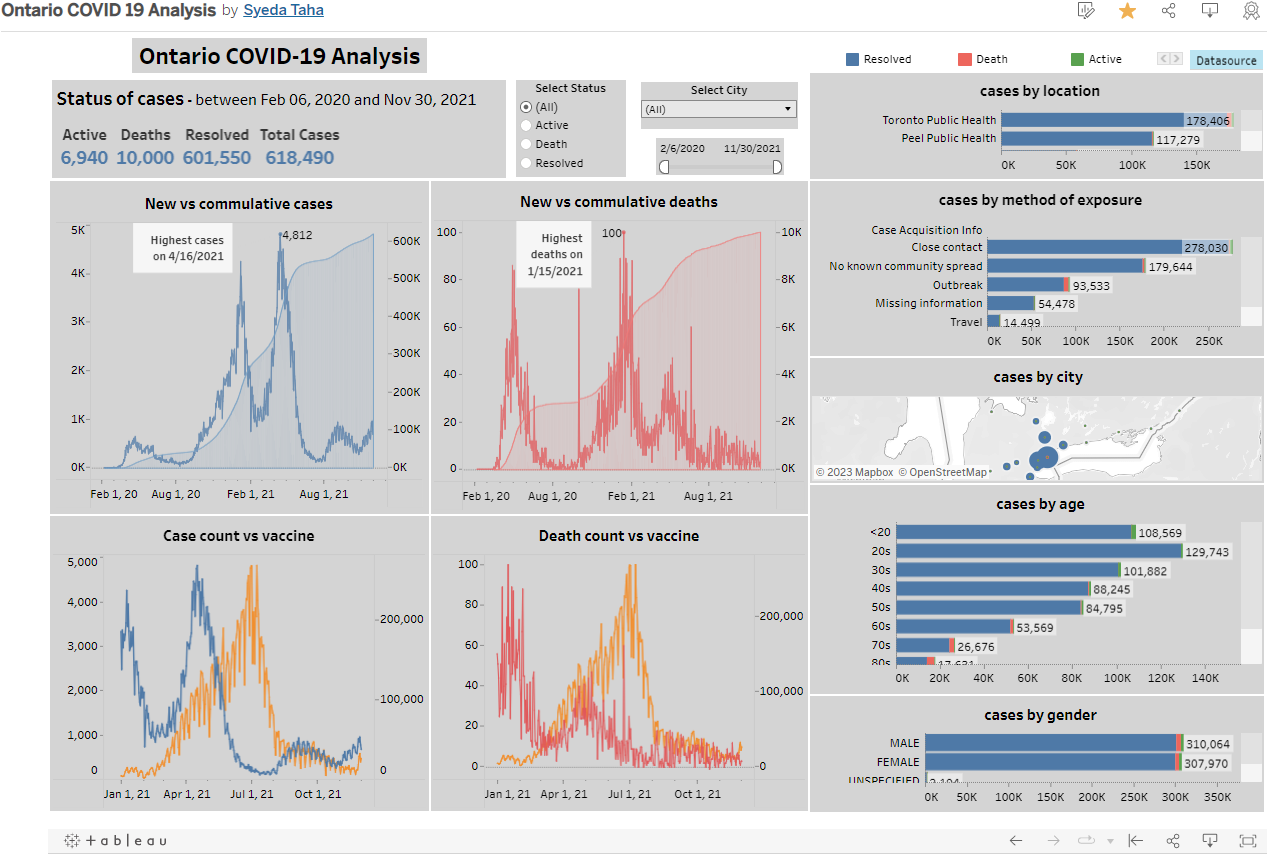 Ontario COVID 19 Analysis by Syeda Taha
Ontario COVID-19 Analysis
Resolved
Death
Active
Datasource
Status of cases - between Feb 06, 2020 and Nov 30, 2021
Active Deaths Resolved Total Cases
6,940 10,000 601,550 618,490
Select Status
(All)
Active
Death
Resolved
Select City
(All)
2/6/2020 11/30/2021
cases by location
Toronto Public Health 178,406
Peel Public Health 117,279
0K 50K 100K 150K
New vs commulative cases
Highest cases
on 4/16/2021
4,812
5K
4K
3K
2K
1K
0K
600K
500K
400K
300K
200K
100K
0K
Feb 1, 20 Aug 1, 20 Feb 1, 21 Aug 1, 21
New vs commulative deaths
Highest
deaths on
1/15/2021
100
100
80
60
40
20
0
10K
8K
6K
4K
2K
0K
Feb 1, 20 Aug 1, 20 Feb 1, 21 Aug 1, 21
cases by method of exposure
Case Acquisition Info
Close contact 278,030
No known community spread 179,644
Outbreak 93,533
Missing information 54,478
Travel 14,499
0K 50K 100K 150K 200K 250K
cases by city
© 2023 Mapbox © OpenStreetMap
Case count vs vaccine
5,000
4,000
3,000
2,000
1,000
0
200,000
100,000
0
Jan 1, 21 Apr 1, 21 Jul 1, 21 Oct 1, 21
Death count vs vaccine
100
80
60
40
20
0
200,000
100,000
0
Jan 1, 21 Apr 1, 21 Jul 1, 21 Oct 1, 21
cases by age
<20 108,569
20s 129,743
30s 101,882
40s 88,245
50s 84,795
60s 53,569
70s 26,676
80s 17,631
0K 20K 40K 60K 80K 100K 120K 140K
cases by gender
MALE 310,064
FEMALE 307,970
UNSPECIFIED
0K 50K 100K 150K 200K 250K 300K 350K
+ableau